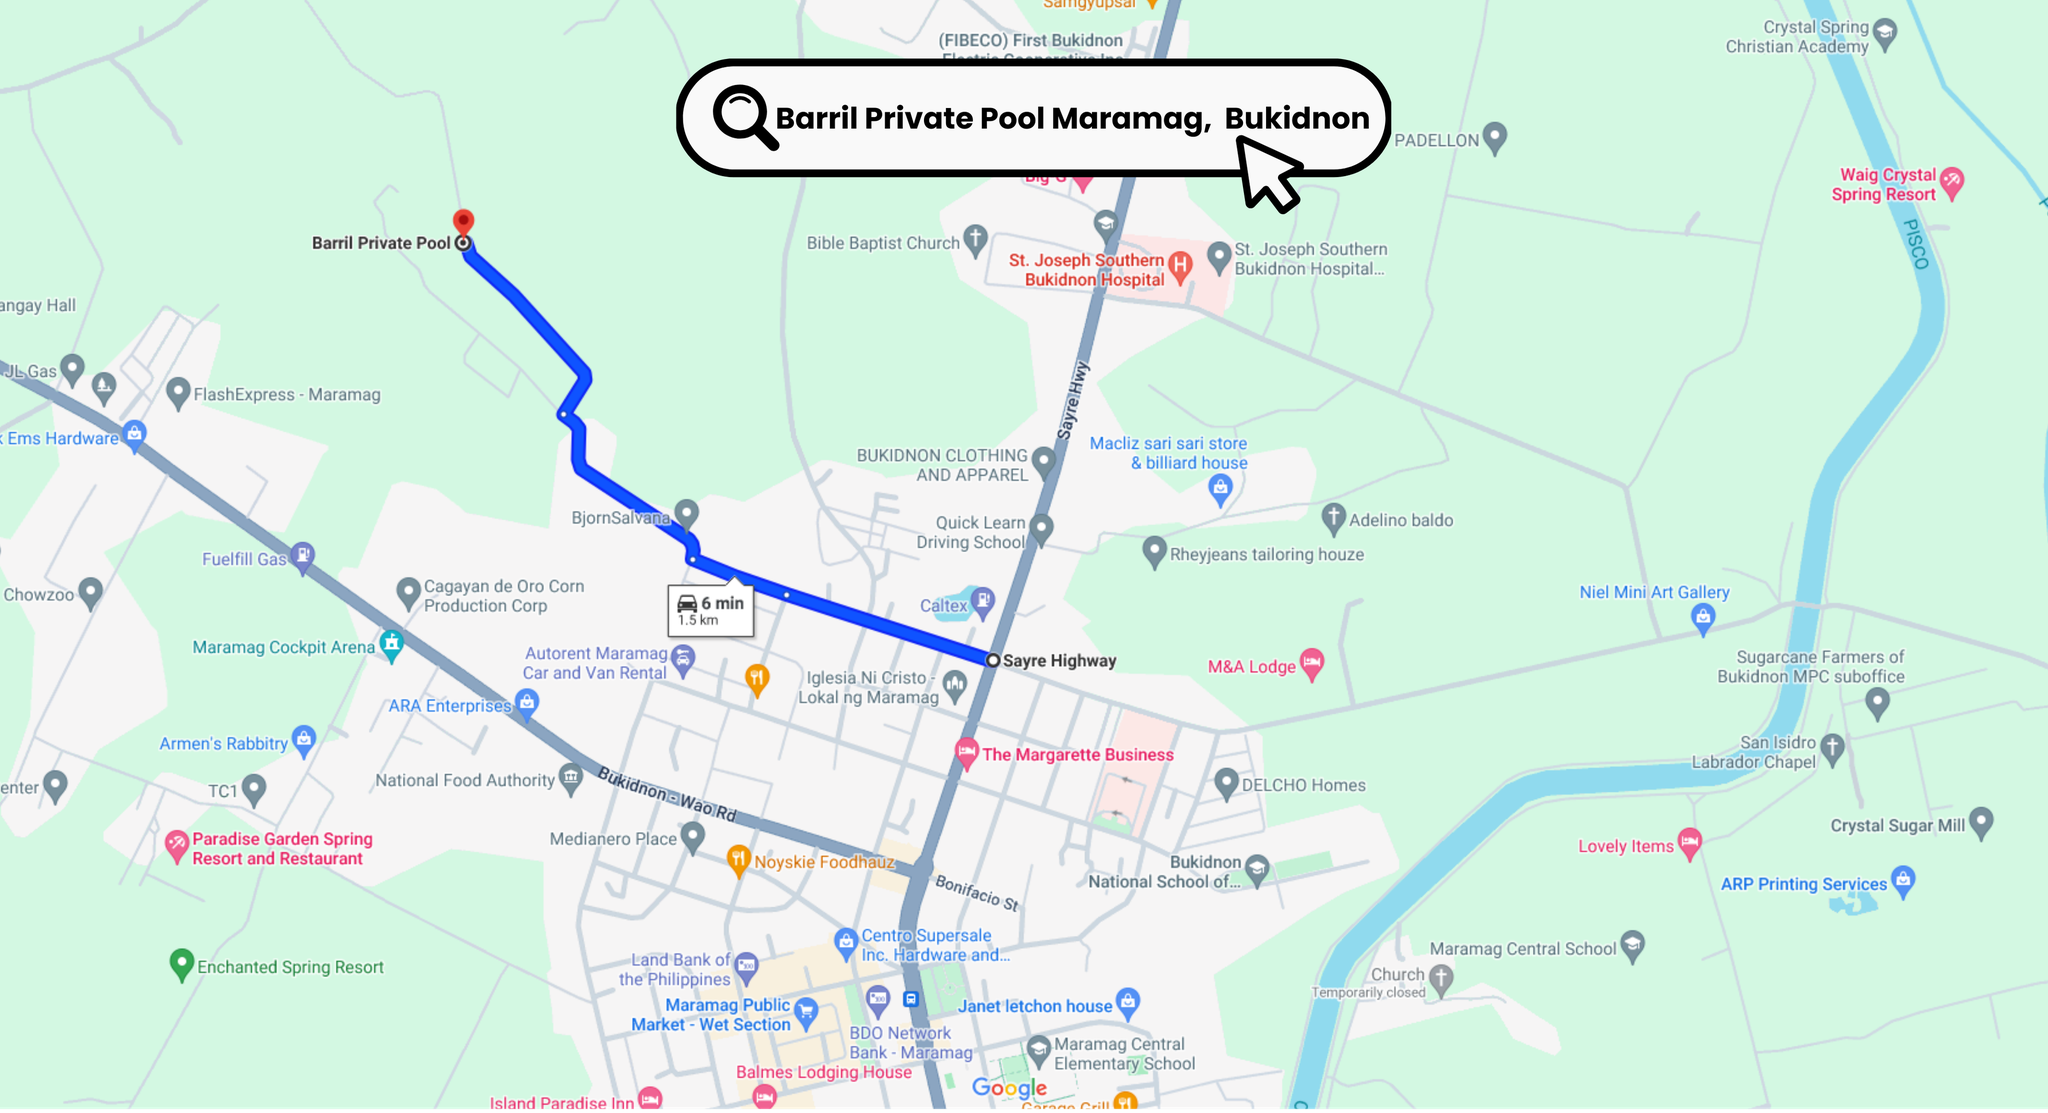 Samgyupsal
(FIBECO) First Bukidnon
Electric Cooperative Inc
Crystal Spring
Christian Academy
Barril Private Pool Maramag, Bukidnon
PADELLON
Big G
Waig Crystal
Spring Resort
PISCO
Barril Private Pool
Bible Baptist Church
St. Joseph Southern
Bukidnon Hospital
St. Joseph Southern
Bukidnon Hospital...
angay Hall
JL Gas
FlashExpress - Maramag
Sayre Hwy
k Ems Hardware
BUKIDNON CLOTHING
AND APPAREL
Macliz sari sari store
& billiard house
BjornSalvana
Quick Learn
Driving School
Adelino baldo
Rheyjeans tailoring houze
Fuelfill Gas
Chowzoo
Cagayan de Oro Corn
Production Corp
6 min
1.5 km
Caltex
Niel Mini Art Gallery
Maramag Cockpit Arena
Autorent Maramag
Car and Van Rental
Iglesia Ni Cristo -
Lokal ng Maramag
Sayre Highway
M&A Lodge
Sugarcane Farmers of
Bukidnon MPC suboffice
ARA Enterprises
Armen's Rabbitry
The Margarette Business
San Isidro
Labrador Chapel
enter
TC1
National Food Authority
Bukidnon - Wao Rd
DELCHO Homes
Paradise Garden Spring
Resort and Restaurant
Medianero Place
Noyskie Foodhauz
Bonifacio St
Bukidnon
National School of...
Crystal Sugar Mill
Lovely Items
ARP Printing Services
Enchanted Spring Resort
Land Bank of
the Philippines
Centro Supersale
Inc. Hardware and...
Maramag Central School
Church
Temporarily closed
Maramag Public
Market - Wet Section
BDO Network
Bank - Maramag
Janet letchon house
Maramag Central
Elementary School
Balmes Lodging House
Google
Island Paradise Inn
Garage Grill